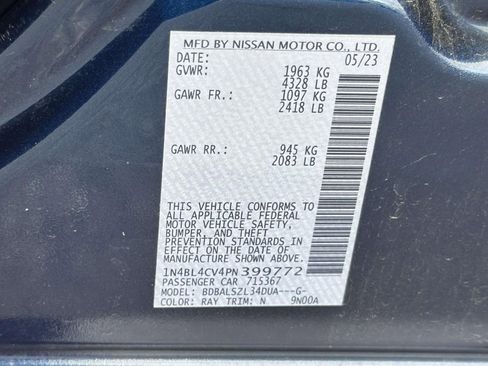 MFD BY NISSAN MOTOR CO., LTD.
DATE: 05/23
GVWR: 1963 KG
4328 LB
GAWR FR.: 1097 KG
2418 LB
GAWR RR.: 945 KG
2083 LB
THIS VEHICLE CONFORMS TO
ALL APPLICABLE FEDERAL
MOTOR VEHICLE SAFETY,
BUMPER, AND THEFT
PREVENTION STANDARDS
IN EFFECT ON THE DATE OF
MANUFACTURE SHOWN ABOVE.
1N4BL4CV4PN399772
PASSENGER CAR 715367
MODEL: BDBALSZL34DUA---G-
COLOR: RAY TRIM: N 9N00A